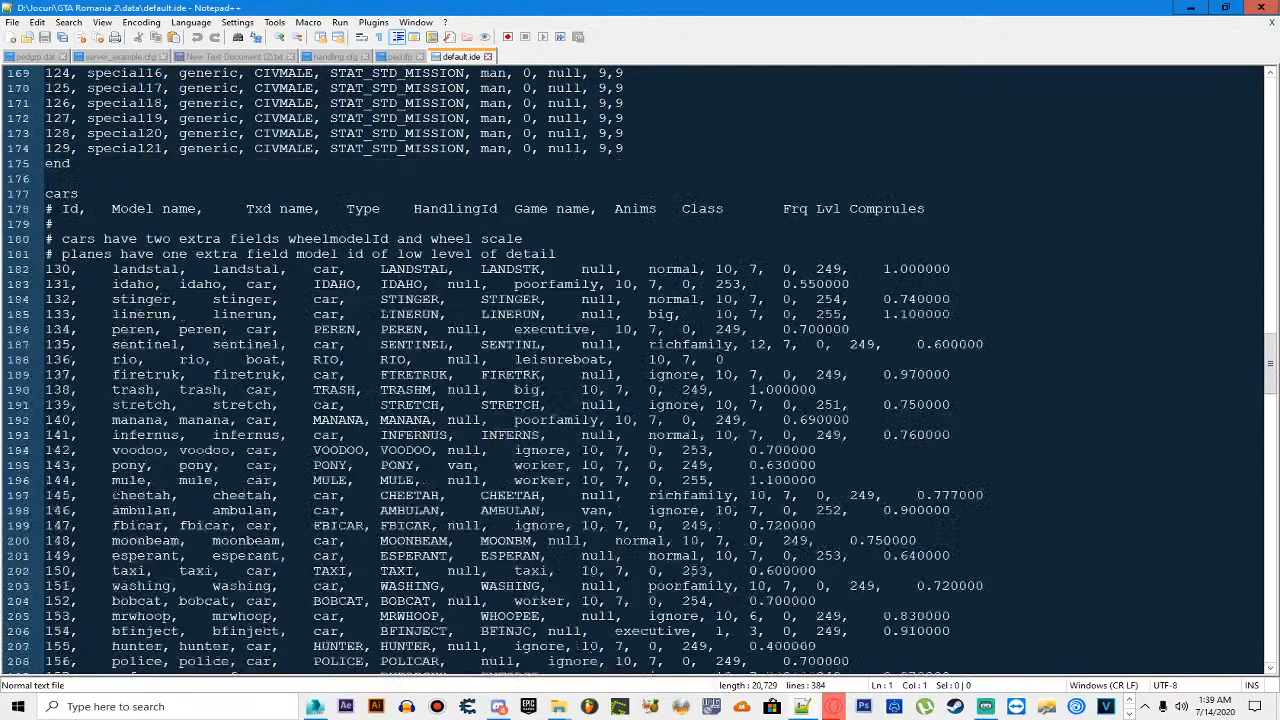 D:\Jocuri\GTA Romania 2\data\default.ide - Notepad++
File Edit Search View Encoding Language Settings Tools Macro Run Plugins Window ?
X
pedgrp.dat server_example.cfg New Text Document (2).txt handling.cfg ped.ifp default.ide
169 124, special16, generic, CIVMALE, STAT_STD_MISSION, man, 0, null, 9,9
170 125, special17, generic, CIVMALE, STAT_STD_MISSION, man, 0, null, 9,9
171 126, special18, generic, CIVMALE, STAT_STD_MISSION, man, 0, null, 9,9
172 127, special19, generic, CIVMALE, STAT_STD_MISSION, man, 0, null, 9,9
173 128, special20, generic, CIVMALE, STAT_STD_MISSION, man, 0, null, 9,9
174 129, special21, generic, CIVMALE, STAT_STD_MISSION, man, 0, null, 9,9
175 end
176
177 cars
178 # Id, Model name, Txd name, Type HandlingId Game name, Anims Class Frq Lvl Comprules
179 #
180 # cars have two extra fields wheelmodelId and wheel scale
181 # planes have one extra field model id of low level of detail
182 130, landstal, landstal, car, LANDSTAL, LANDSTK, null, normal, 10, 7, 0, 249, 1.000000
183 131, idaho, idaho, car, IDAHO, IDAHO, null, poorfamily, 10, 7, 0, 253, 0.550000
184 132, stinger, stinger, car, STINGER, STINGER, null, normal, 10, 7, 0, 254, 0.740000
185 133, linerun, linerun, car, LINERUN, LINERUN, null, big, 10, 7, 0, 255, 1.100000
186 134, peren, peren, car, PEREN, PEREN, null, executive, 10, 7, 0, 249, 0.700000
187 135, sentinel, sentinel, car, SENTINEL, SENTINL, null, richfamily, 12, 7, 0, 249, 0.600000
188 136, rio, rio, boat, RIO, RIO, null, leisureboat, 10, 7, 0
189 137, firetruk, firetruk, car, FIRETRUK, FIRETRK, null, ignore, 10, 7, 0, 249, 0.970000
190 138, trash, trash, car, TRASH, TRASHM, null, big, 10, 7, 0, 249, 1.000000
191 139, stretch, stretch, car, STRETCH, STRETCH, null, ignore, 10, 7, 0, 251, 0.750000
192 140, manana, manana, car, MANANA, MANANA, null, poorfamily, 10, 7, 0, 249, 0.690000
193 141, infernus, infernus, car, INFERNUS, INFERNS, null, normal, 10, 7, 0, 249, 0.760000
194 142, voodoo, voodoo, car, VOODOO, VOODOO, null, ignore, 10, 7, 0, 253, 0.700000
195 143, pony, pony, car, PONY, PONY, van, worker, 10, 7, 0, 249, 0.630000
196 144, mule, mule, car, MULE, MULE, null, worker, 10, 7, 0, 255, 1.100000
197 145, cheetah, cheetah, car, CHEETAH, CHEETAH, null, richfamily, 10, 7, 0, 249, 0.777000
198 146, ambulan, ambulan, car, AMBULAN, AMBULAN, van, ignore, 10, 7, 0, 252, 0.900000
199 147, fbicar, fbicar, car, FBICAR, FBICAR, null, ignore, 10, 7, 0, 249, 0.720000
200 148, moonbeam, moonbeam, car, MOONBEAM, MOONBM, null, normal, 10, 7, 0, 249, 0.750000
201 149, esperant, esperant, car, ESPERANT, ESPERAN, null, normal, 10, 7, 0, 253, 0.640000
202 150, taxi, taxi, car, TAXI, TAXI, null, taxi, 10, 7, 0, 253, 0.600000
203 151, washing, washing, car, WASHING, WASHING, null, poorfamily, 10, 7, 0, 249, 0.720000
204 152, bobcat, bobcat, car, BOBCAT, BOBCAT, null, worker, 10, 7, 0, 254, 0.700000
205 153, mrwhoop, mrwhoop, car, MRWHOOP, WHOOPEE, null, ignore, 10, 6, 0, 249, 0.830000
206 154, bfinject, bfinject, car, BFINJECT, BFINJC, null, executive, 1, 3, 0, 249, 0.910000
207 155, hunter, hunter, car, HUNTER, HUNTER, null, ignore, 10, 7, 0, 249, 0.400000
208 156, police, police, car, POLICE, POLICAR, null, ignore, 10, 7, 0, 249, 0.700000
Normal text file length : 20,729 lines : 384 Ln : 1 Col : 1 Sel : 0 | 0 Windows (CR LF) UTF-8 INS
Type here to search
1:39 AM
7/14/2020